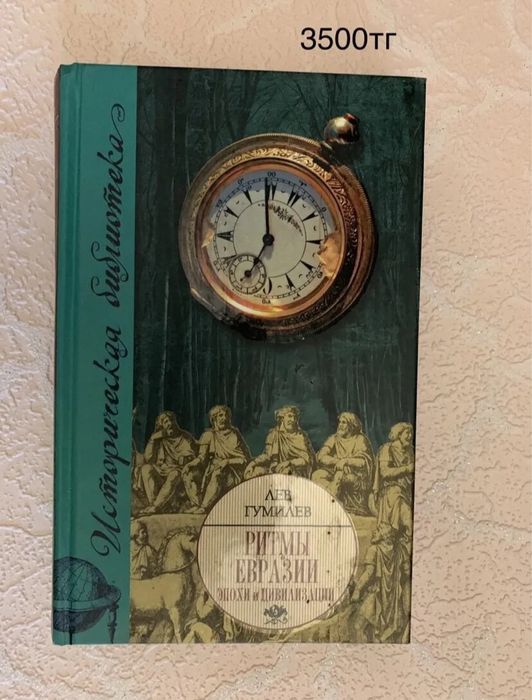 3500тг
Историческая библиотека
ЛЕВ
ГУМИЛЕВ
РИТМЫ
ЕВРАЗИИ
ЭПОХИ и ЦИВИЛИЗАЦИИ